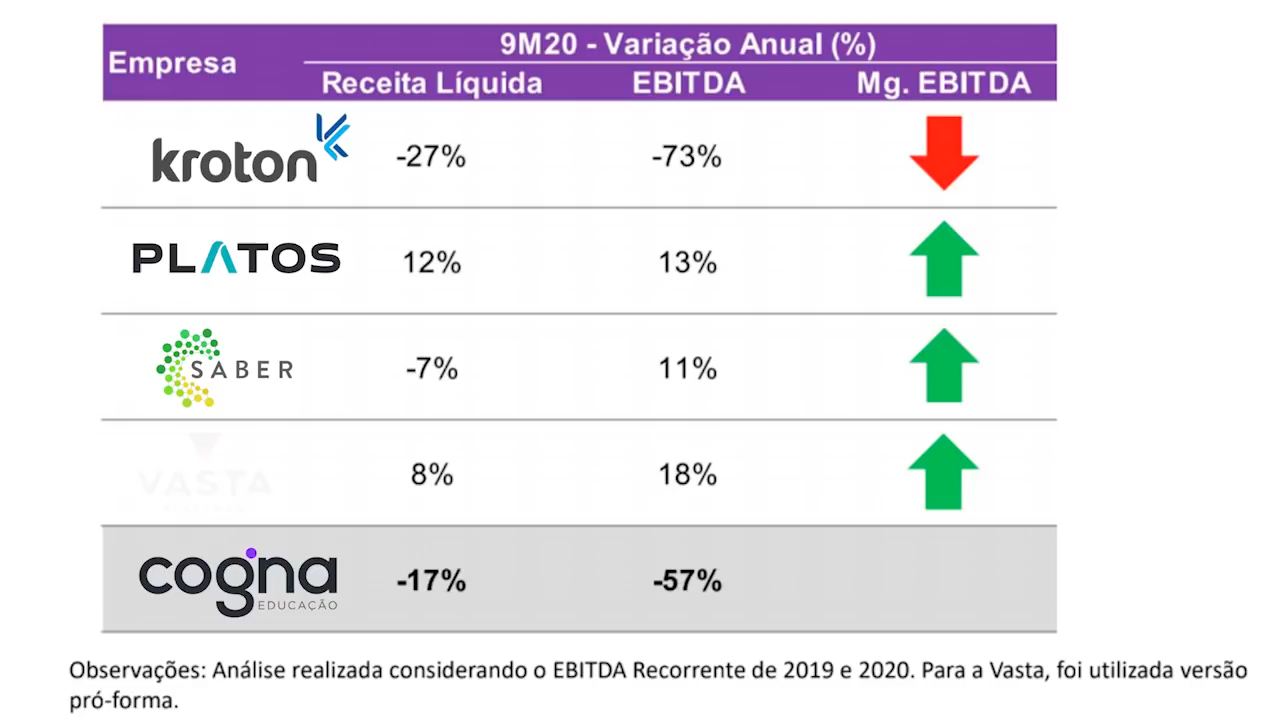 Empresa
9M20 - Variação Anual (%)
Receita Líquida EBITDA Mg. EBITDA
kroton -27% -73%
PLATOS 12% 13%
SABER -7% 11%
VASTA 8% 18%
cogna -17% -57%
EDUCAÇÃO
Observações: Análise realizada considerando o EBITDA Recorrente de 2019 e 2020. Para a Vasta, foi utilizada versão
pró-forma.